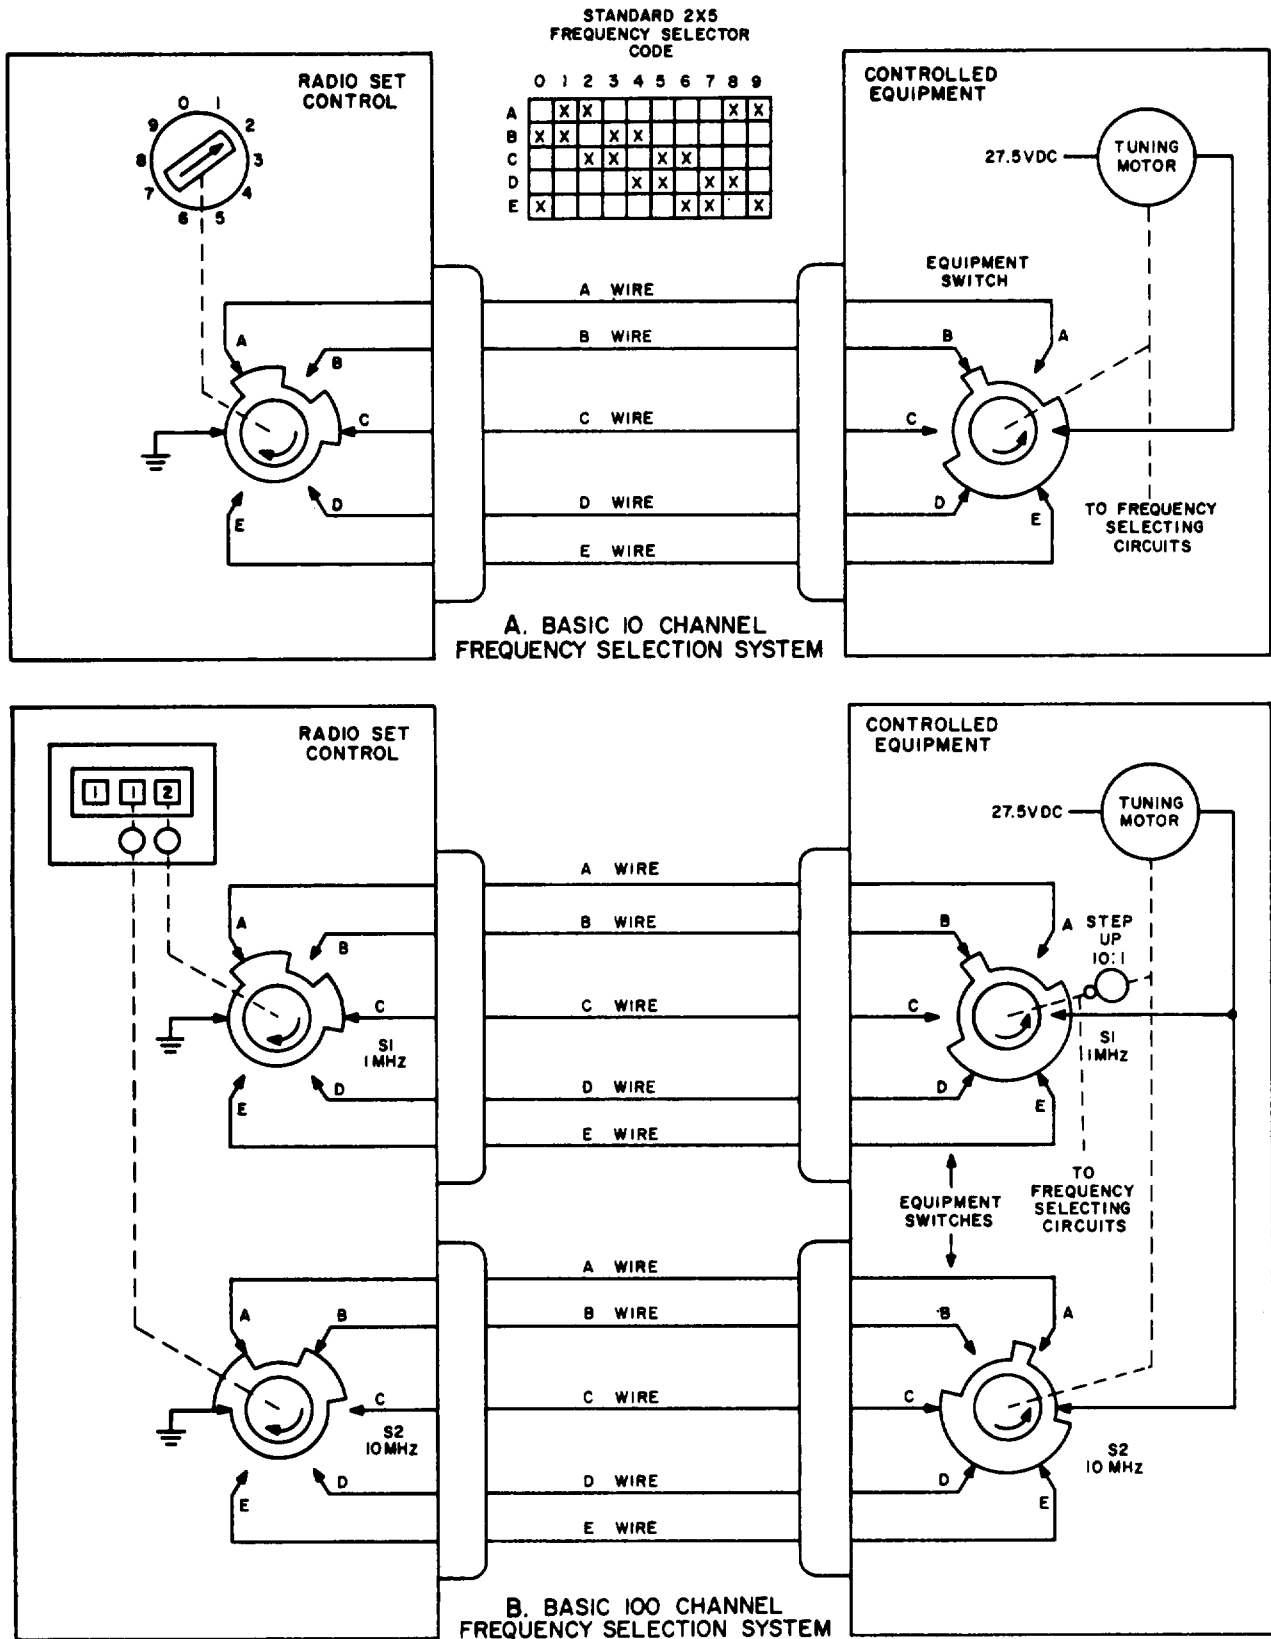 STANDARD 2X5
FREQUENCY SELECTOR
CODE
0 1 2 3 4 5 6 7 8 9
A X X X X
B X X X X
C X X X X
D X X X X
E X X X X
RADIO SET
CONTROL
0 1
9 2
8 3
7 4
6 5
CONTROLLED
EQUIPMENT
27.5VDC
TUNING
MOTOR
EQUIPMENT
SWITCH
A WIRE
B WIRE
C WIRE
D WIRE
E WIRE
A
B
C
D
E
B
A
C
D
E
TO FREQUENCY
SELECTING
CIRCUITS
A. BASIC 10 CHANNEL
FREQUENCY SELECTION SYSTEM
RADIO SET
CONTROL
1 1 2
CONTROLLED
EQUIPMENT
27.5VDC
TUNING
MOTOR
A WIRE
B WIRE
C WIRE
D WIRE
E WIRE
A
B
C
S1
1MHZ
D
E
B
A
STEP
UP
10:1
C
S1
1MHZ
D
E
TO
FREQUENCY
SELECTING
CIRCUITS
EQUIPMENT
SWITCHES
A WIRE
B WIRE
C WIRE
D WIRE
E WIRE
A
B
C
S2
10MHZ
D
E
B
A
C
S2
10MHZ
D
E
B. BASIC 100 CHANNEL
FREQUENCY SELECTION SYSTEM